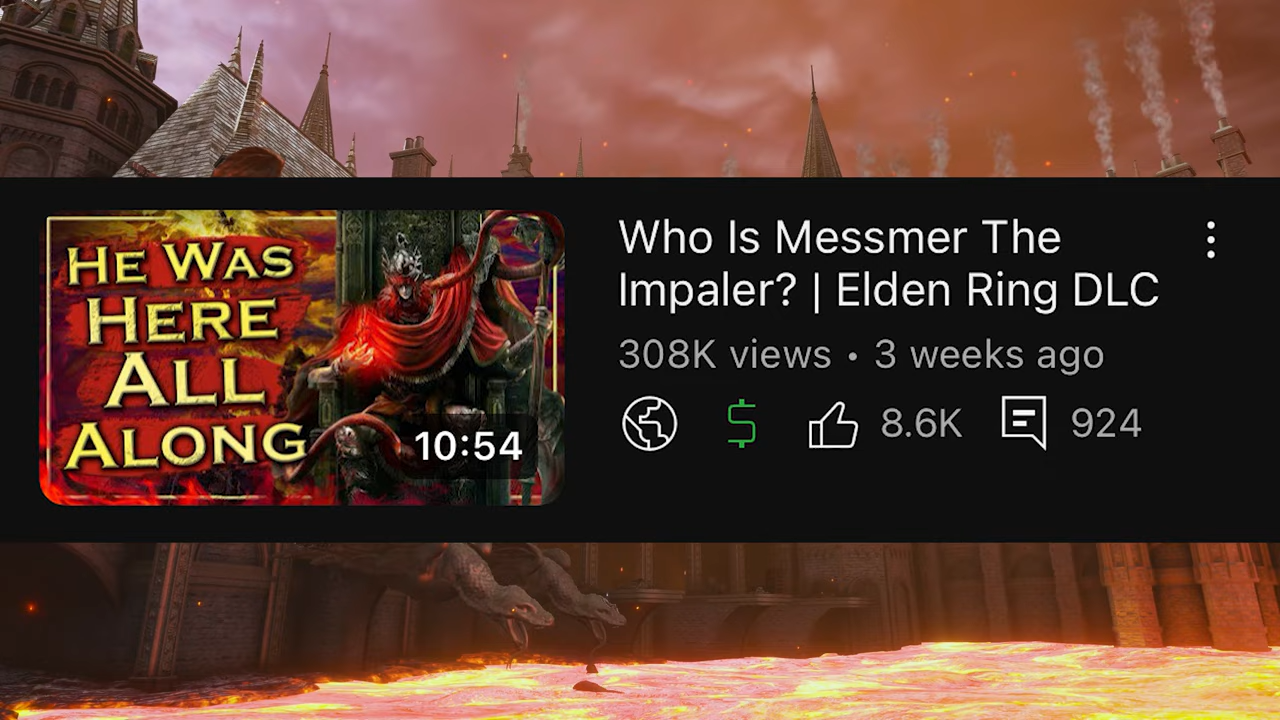 HE WAS
HERE
ALL
ALONG
10:54
Who Is Messmer The
Impaler? | Elden Ring DLC
308K views • 3 weeks ago
$ 8.6K 924